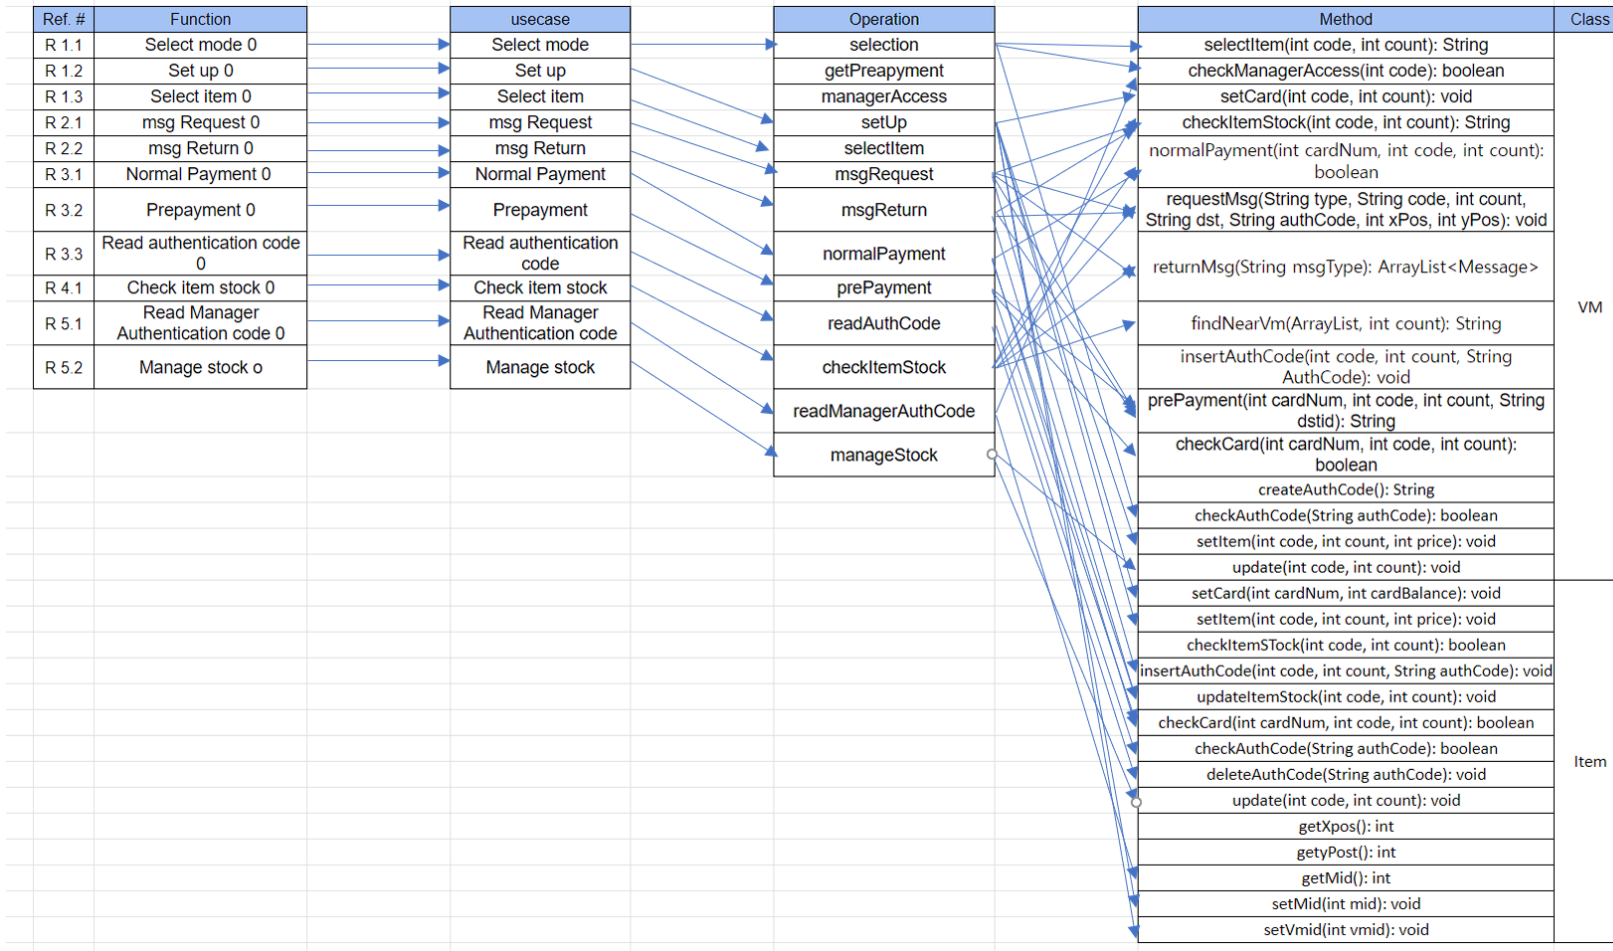 Ref. # Function usecase Operation Method Class
R 1.1 Select mode 0 Select mode selection selectItem(int code, int count): String
R 1.2 Set up 0 Set up getPreapyment checkManagerAccess(int code): boolean
R 1.3 Select item 0 Select item managerAccess setCard(int code, int count): void
R 2.1 msg Request 0 msg Request setUp checkItemStock(int code, int count): String
R 2.2 msg Return 0 msg Return selectItem normalPayment(int cardNum, int code, int count):
boolean
R 3.1 Normal Payment 0 Normal Payment msgRequest
R 3.2 Prepayment 0 Prepayment msgReturn requestMsg(String type, String code, int count,
String dst, String authCode, int xPos, int yPos): void
R 3.3 Read authentication code
0
Read authentication
code
normalPayment returnMsg(String msgType): ArrayList<Message>
R 4.1 Check item stock 0 Check item stock prePayment
VM
R 5.1 Read Manager
Authentication code 0
Read Manager
Authentication code
readAuthCode findNearVm(ArrayList, int count): String
R 5.2 Manage stock o Manage stock checkItemStock insertAuthCode(int code, int count, String
AuthCode): void
readManagerAuthCode prePayment(int cardNum, int code, int count, String
dstid): String
manageStock checkCard(int cardNum, int code, int count):
boolean
createAuthCode(): String
checkAuthCode(String authCode): boolean
setItem(int code, int count, int price): void
update(int code, int count): void
setCard(int cardNum, int cardBalance): void
setItem(int code, int count, int price): void
checkItemSTock(int code, int count): boolean
insertAuthCode(int code, int count, String authCode): void
updateItemStock(int code, int count): void
checkCard(int cardNum, int code, int count): boolean
checkAuthCode(String authCode): boolean
Item
deleteAuthCode(String authCode): void
update(int code, int count): void
getXpos(): int
getyPost(): int
getMid(): int
setMid(int mid): void
setVmid(int vmid): void